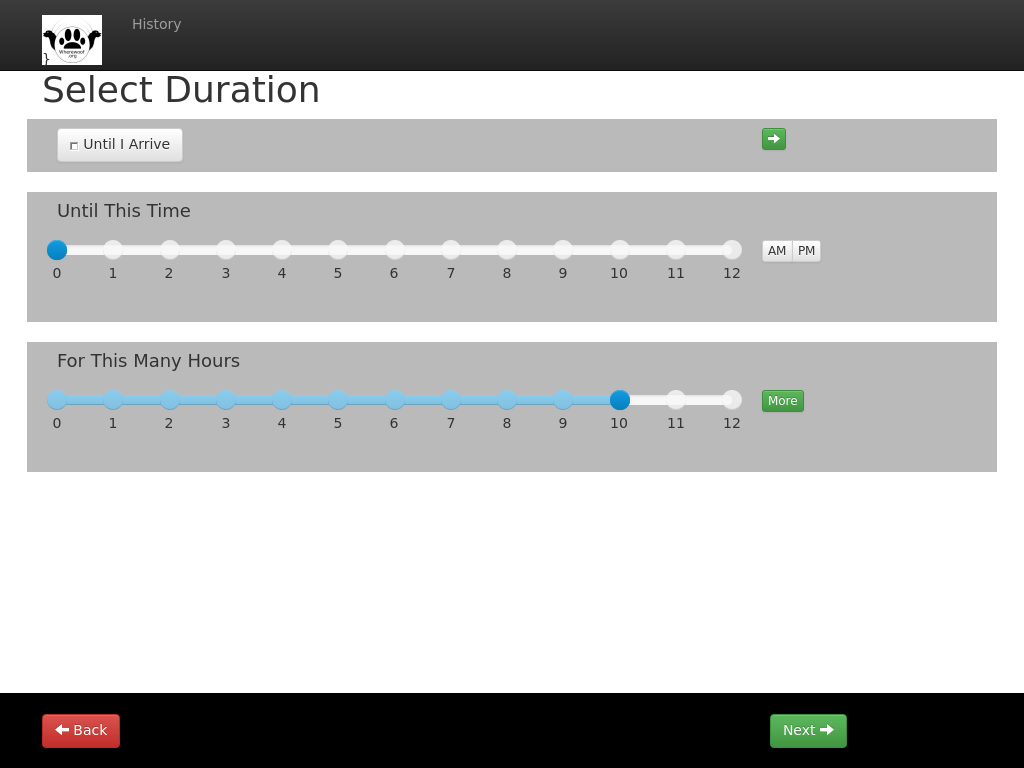 History
Wherewoof
.org
}
Select Duration
Until I Arrive
Until This Time
0 1 2 3 4 5 6 7 8 9 10 11 12
AM PM
For This Many Hours
0 1 2 3 4 5 6 7 8 9 10 11 12
More
Back
Next